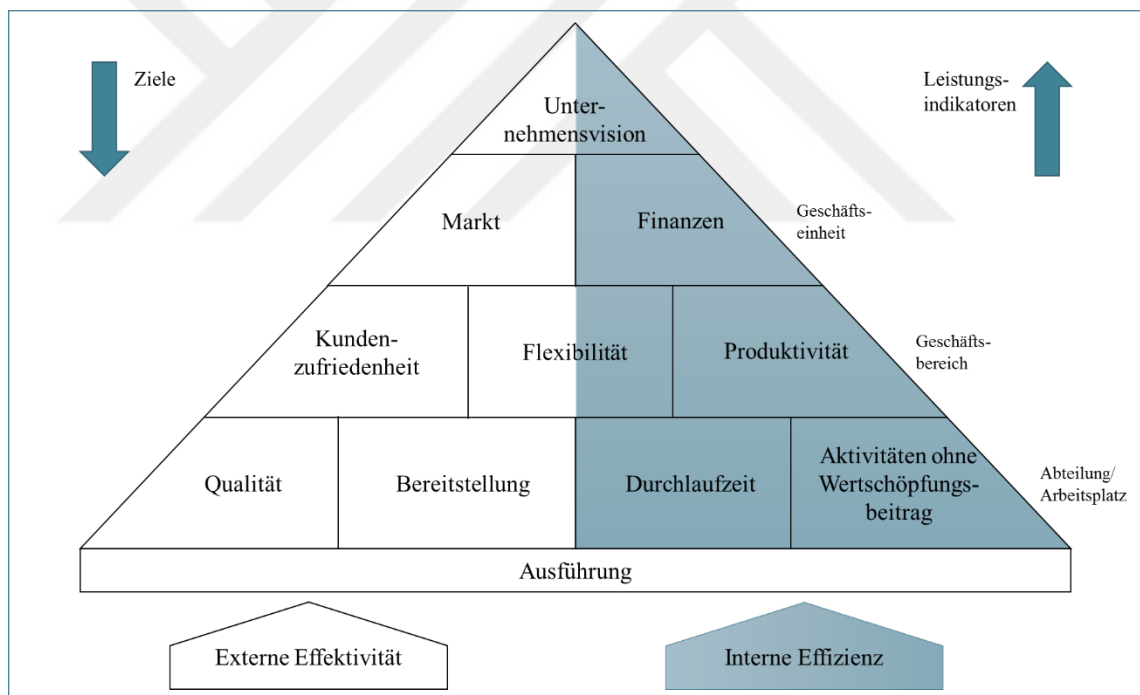 Ziele
Leistungs-
indikatoren
Unter-
nehmensvision
Markt
Finanzen
Geschäfts-
einheit
Kunden-
zufriedenheit
Flexibilität
Produktivität
Geschäfts-
bereich
Qualität
Bereitstellung
Durchlaufzeit
Aktivitäten ohne
Wertschöpfungs-
beitrag
Abteilung/
Arbeitsplatz
Ausführung
Externe Effektivität
Interne Effizienz